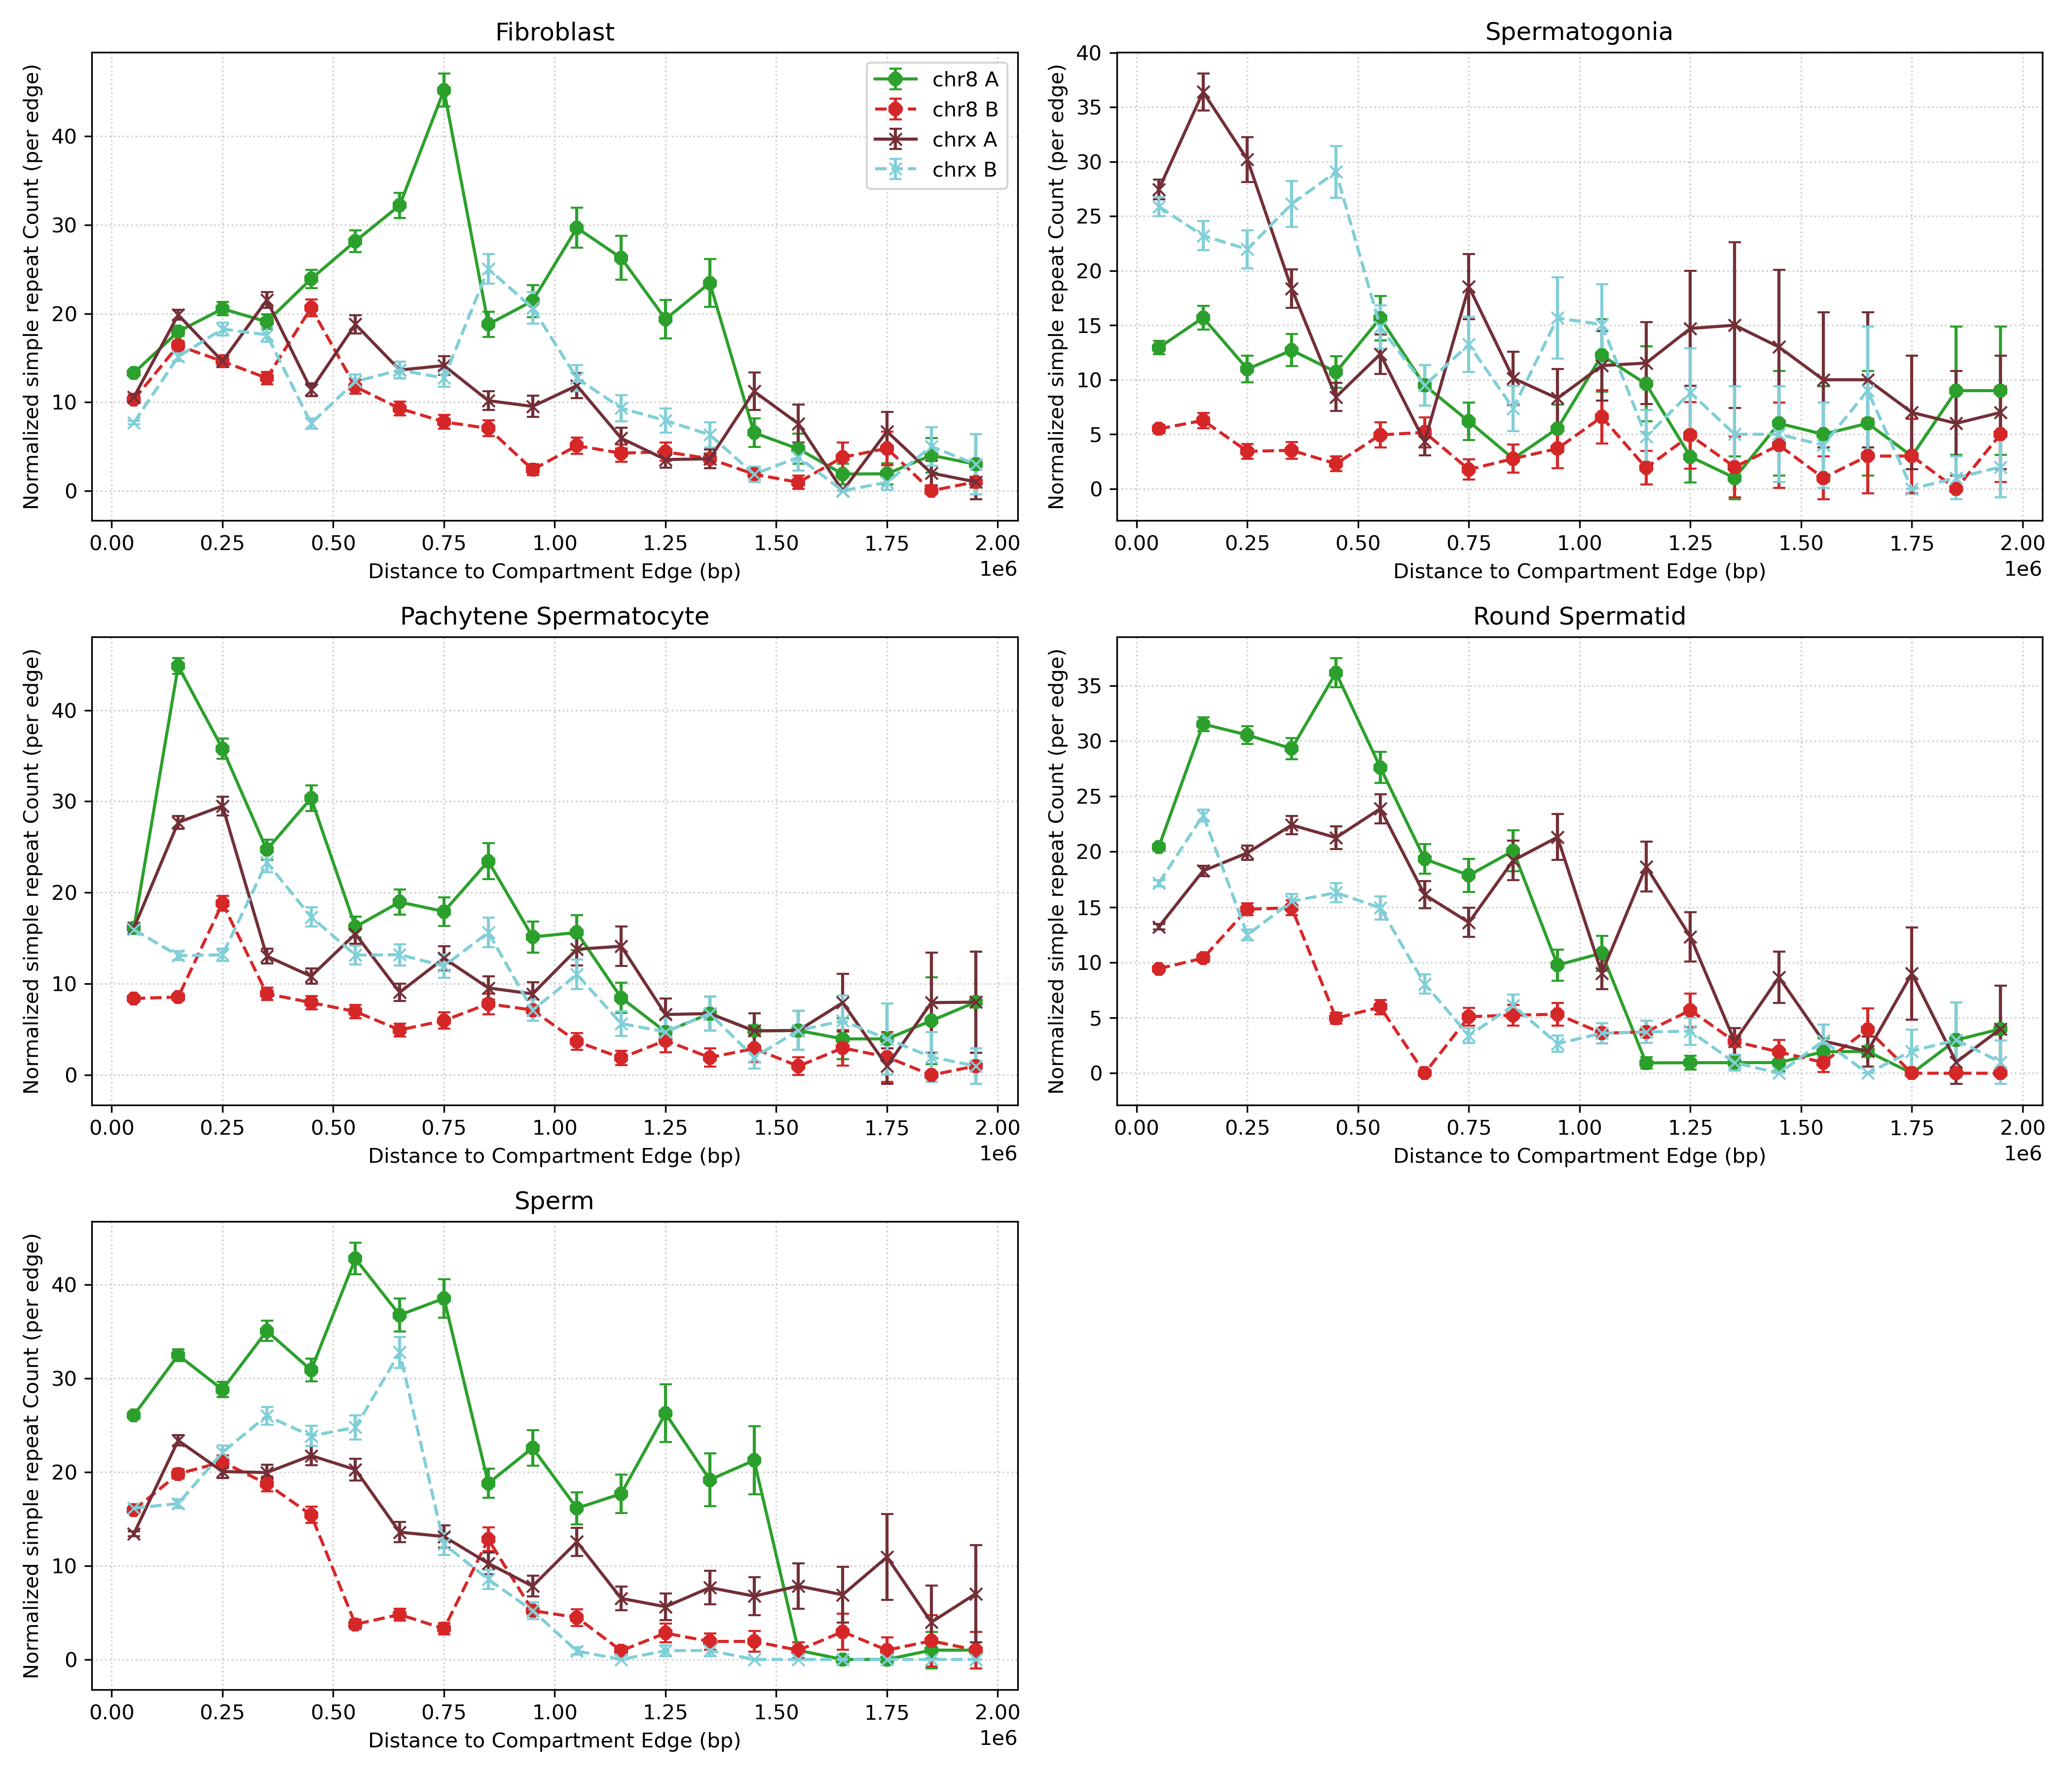 Fibroblast
Normalized simple repeat Count (per edge)
40
30
20
10
0
chr8 A
chr8 B
chrx A
chrx B
0.00 0.25 0.50 0.75 1.00 1.25 1.50 1.75 2.00
1e6
Distance to Compartment Edge (bp)
Spermatogonia
Normalized simple repeat Count (per edge)
40
35
30
25
20
15
10
5
0
0.00 0.25 0.50 0.75 1.00 1.25 1.50 1.75 2.00
1e6
Distance to Compartment Edge (bp)
Pachytene Spermatocyte
Normalized simple repeat Count (per edge)
40
30
20
10
0
0.00 0.25 0.50 0.75 1.00 1.25 1.50 1.75 2.00
1e6
Distance to Compartment Edge (bp)
Round Spermatid
Normalized simple repeat Count (per edge)
35
30
25
20
15
10
5
0
0.00 0.25 0.50 0.75 1.00 1.25 1.50 1.75 2.00
1e6
Distance to Compartment Edge (bp)
Sperm
Normalized simple repeat Count (per edge)
40
30
20
10
0
0.00 0.25 0.50 0.75 1.00 1.25 1.50 1.75 2.00
1e6
Distance to Compartment Edge (bp)